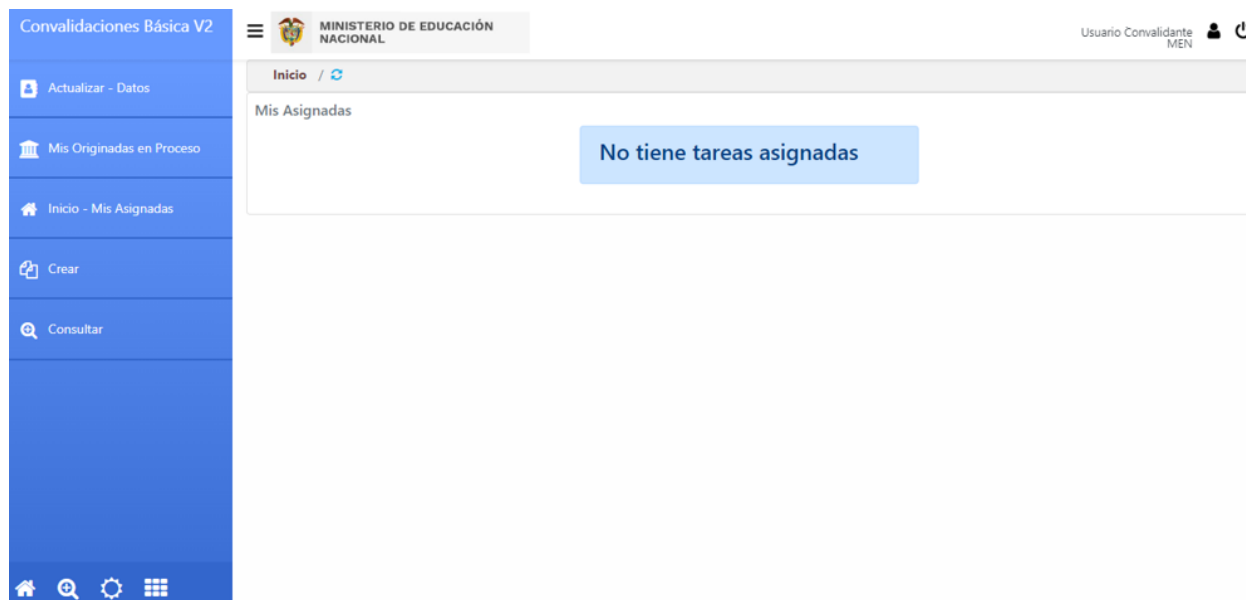 Convalidaciones Básica V2
MINISTERIO DE EDUCACIÓN
NACIONAL
Usuario Convalidante
MEN
Actualizar - Datos
Mis Originadas en Proceso
Inicio - Mis Asignadas
Crear
Consultar
Inicio /
Mis Asignadas
No tiene tareas asignadas